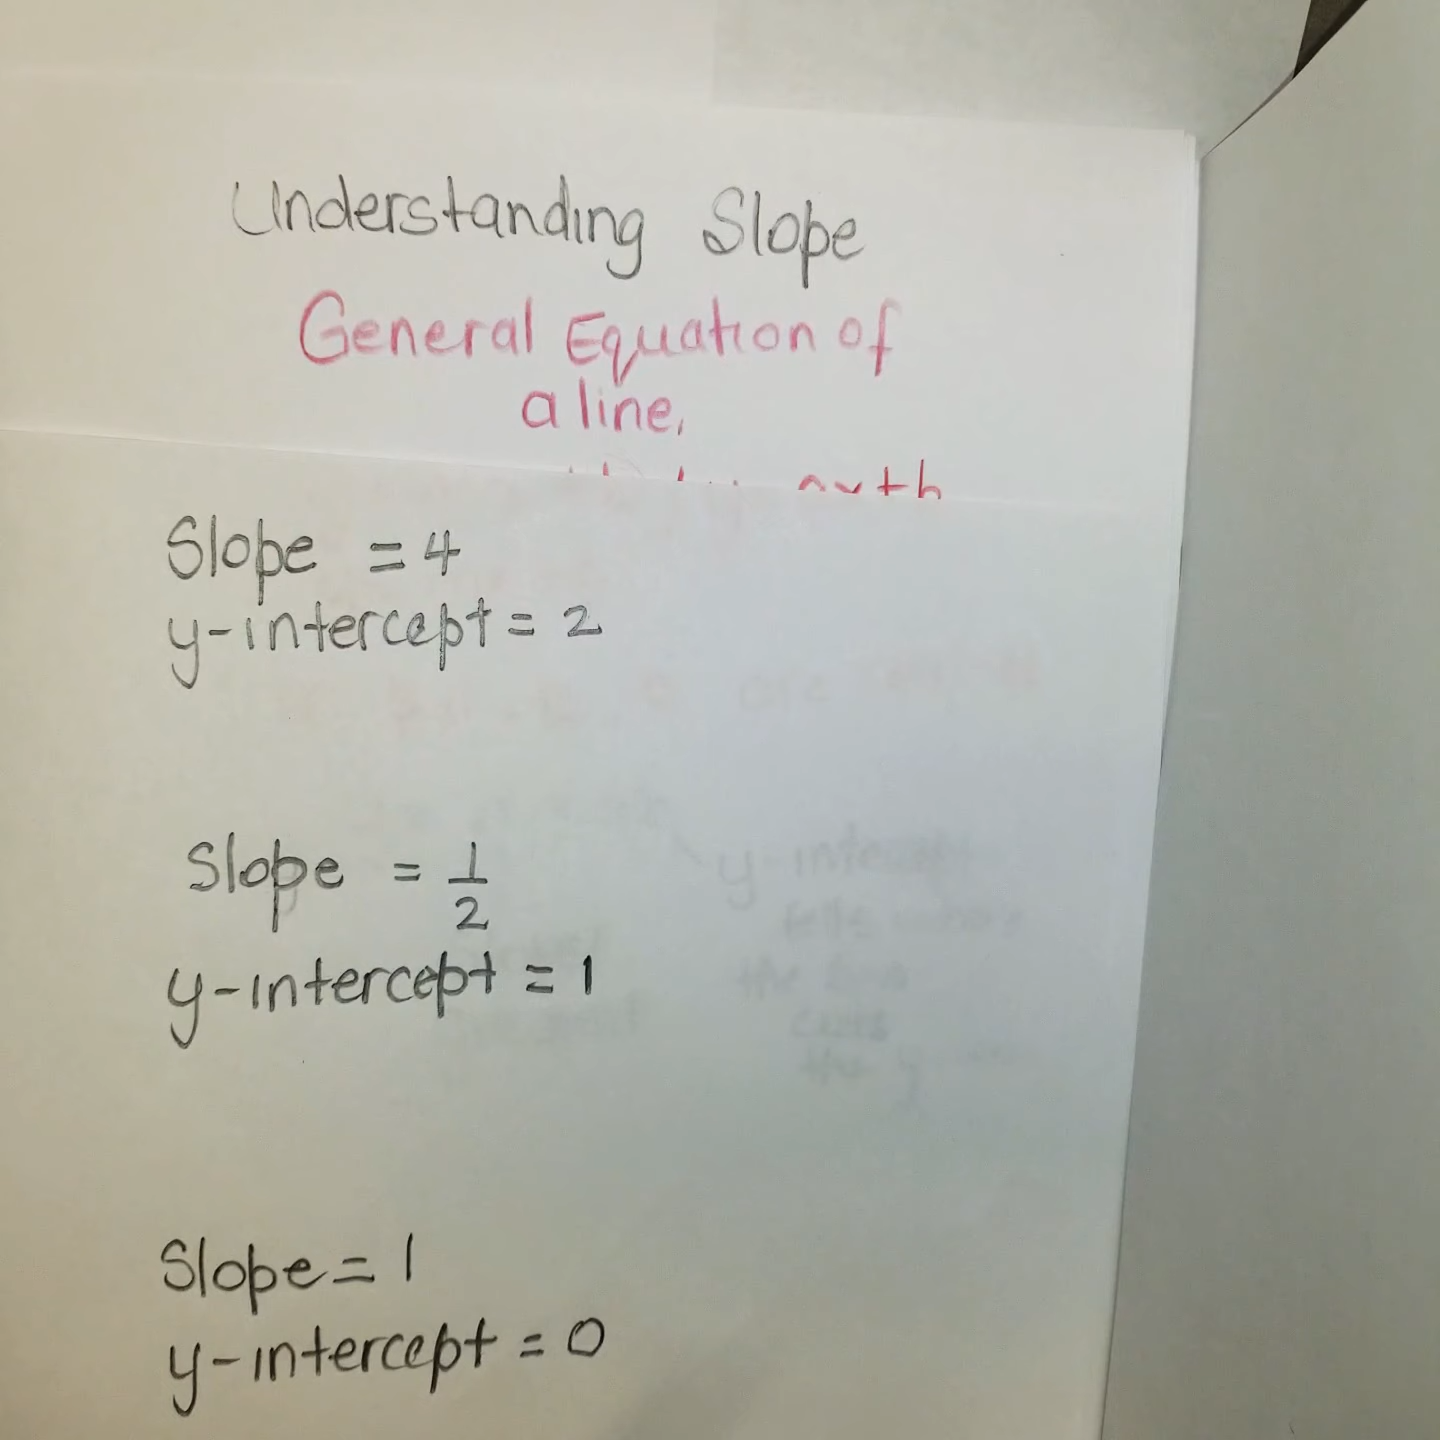 Understanding Slope
General Equation of
a line,
Slope = 4
y-intercept = 2
Slope = 1/2
y-intercept = 1
Slope = 1
y-intercept = 0